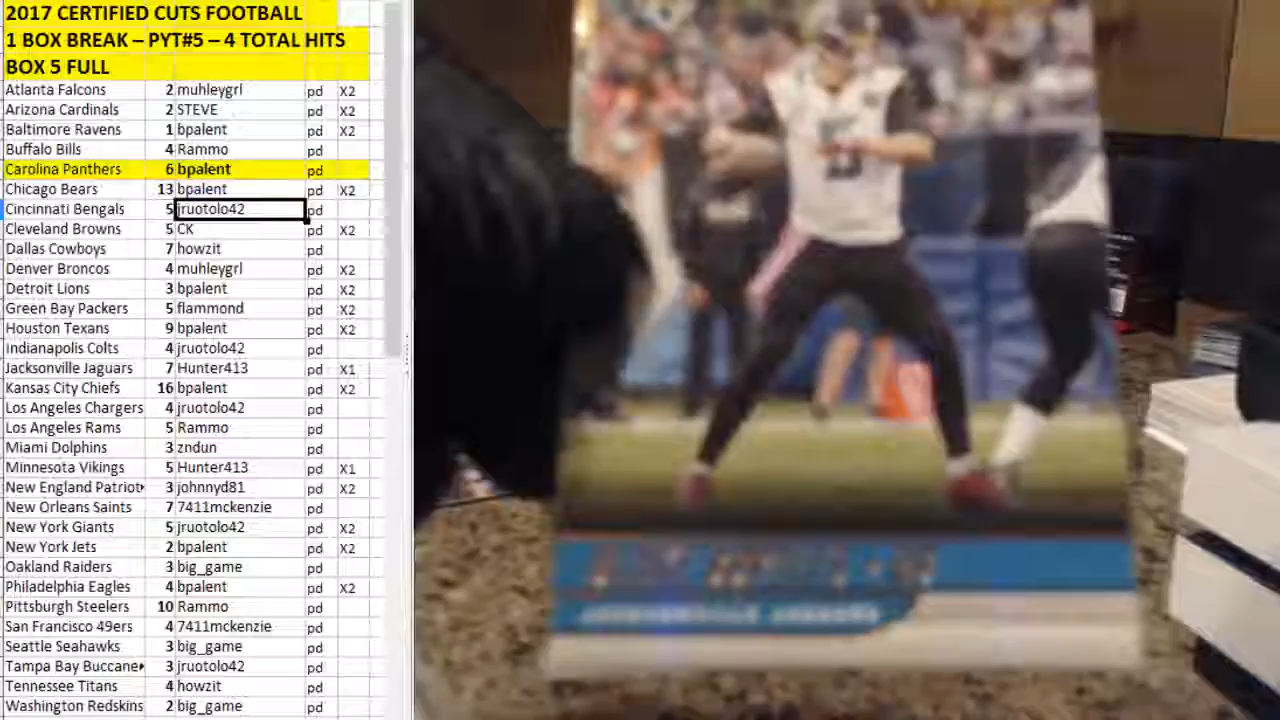 2017 CERTIFIED CUTS FOOTBALL
1 BOX BREAK – PYT#5 – 4 TOTAL HITS
BOX 5 FULL
Atlanta Falcons 2 muhleygrl pd X2
Arizona Cardinals 2 STEVE pd X2
Baltimore Ravens 1 bpalent pd X2
Buffalo Bills 4 Rammo pd
Carolina Panthers 6 bpalent pd
Chicago Bears 13 bpalent pd X2
Cincinnati Bengals 5 jruotolo42 pd
Cleveland Browns 5 CK pd X2
Dallas Cowboys 7 howzit pd
Denver Broncos 4 muhleygrl pd X2
Detroit Lions 3 bpalent pd X2
Green Bay Packers 5 flammond pd X2
Houston Texans 9 bpalent pd X2
Indianapolis Colts 4 jruotolo42 pd
Jacksonville Jaguars 7 Hunter413 pd X1
Kansas City Chiefs 16 bpalent pd X2
Los Angeles Chargers 4 jruotolo42 pd
Los Angeles Rams 5 Rammo pd
Miami Dolphins 3 zndun pd
Minnesota Vikings 5 Hunter413 pd X1
New England Patriot 3 johnnyd81 pd X2
New Orleans Saints 7 7411mckenzie pd
New York Giants 5 jruotolo42 pd X2
New York Jets 2 bpalent pd X2
Oakland Raiders 3 big_game pd
Philadelphia Eagles 4 bpalent pd X2
Pittsburgh Steelers 10 Rammo pd
San Francisco 49ers 4 7411mckenzie pd
Seattle Seahawks 3 big_game pd
Tampa Bay Buccane 3 jruotolo42 pd
Tennessee Titans 4 howzit pd
Washington Redskins 2 big_game pd
JACKSONVILLE JAGUARS